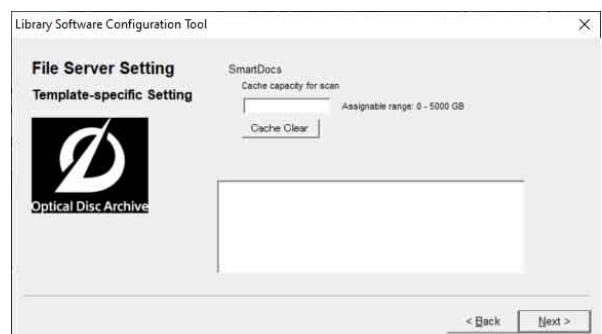 Library Software Configuration Tool
File Server Setting
Template-specific Setting
Optical Disc Archive
SmartDocs
Cache capacity for scan
Assignable range: 0 - 5000 GB
Cache Clear
< Back
Next >